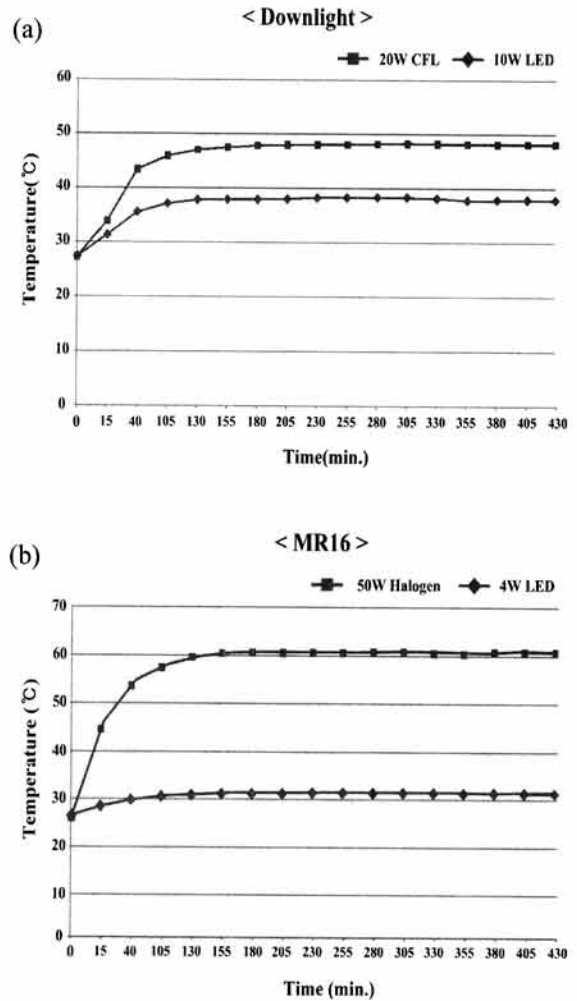 (a)
< Downlight >
20W CFL 10W LED
60
50
40
30
20
10
0
Temperature(℃)
0 15 40 105 130 155 180 205 230 255 280 305 330 355 380 405 430
Time(min.)
(b)
< MR16 >
50W Halogen 4W LED
70
60
50
40
30
20
10
0
Temperature (℃)
0 15 40 105 130 155 180 205 230 255 280 305 330 355 380 405 430
Time (min.)